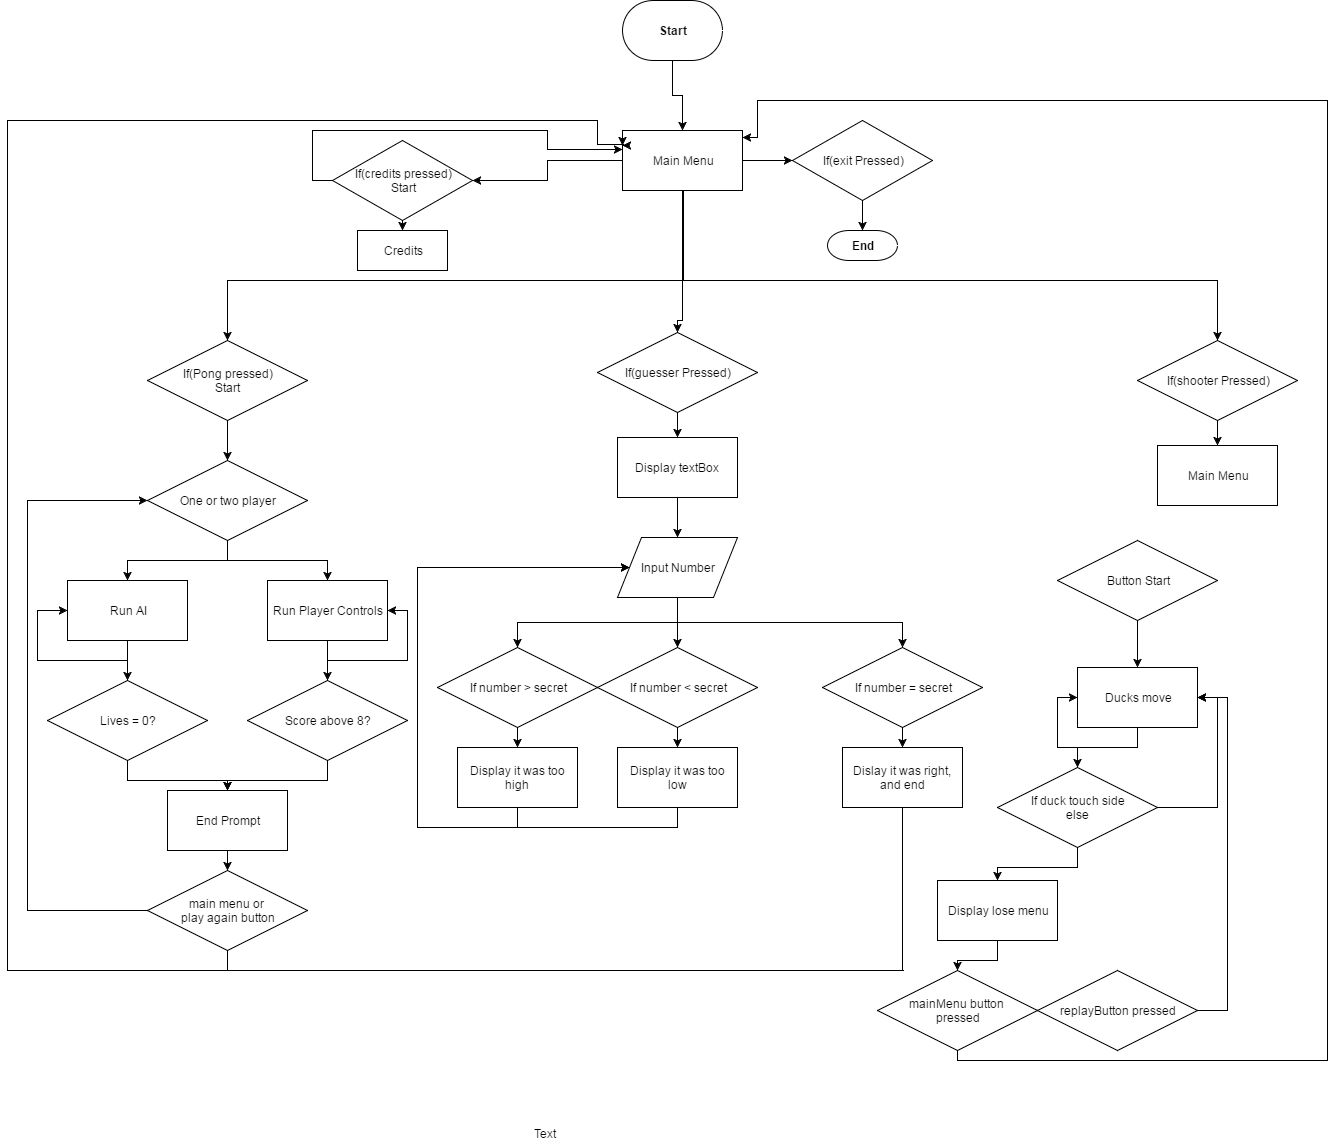 Start
Main Menu
If(exit Pressed)
If(credits pressed)
Start
Credits
End
If(Pong pressed)
Start
If(guesser Pressed)
If(shooter Pressed)
Display textBox
Main Menu
One or two player
Input Number
Button Start
Run AI
Run Player Controls
If number > secret
If number < secret
If number = secret
Ducks move
Lives = 0?
Score above 8?
Display it was too
high
Display it was too
low
Dislay it was right,
and end
If duck touch side
else
End Prompt
main menu or
play again button
Display lose menu
mainMenu button
pressed
replayButton pressed
Text